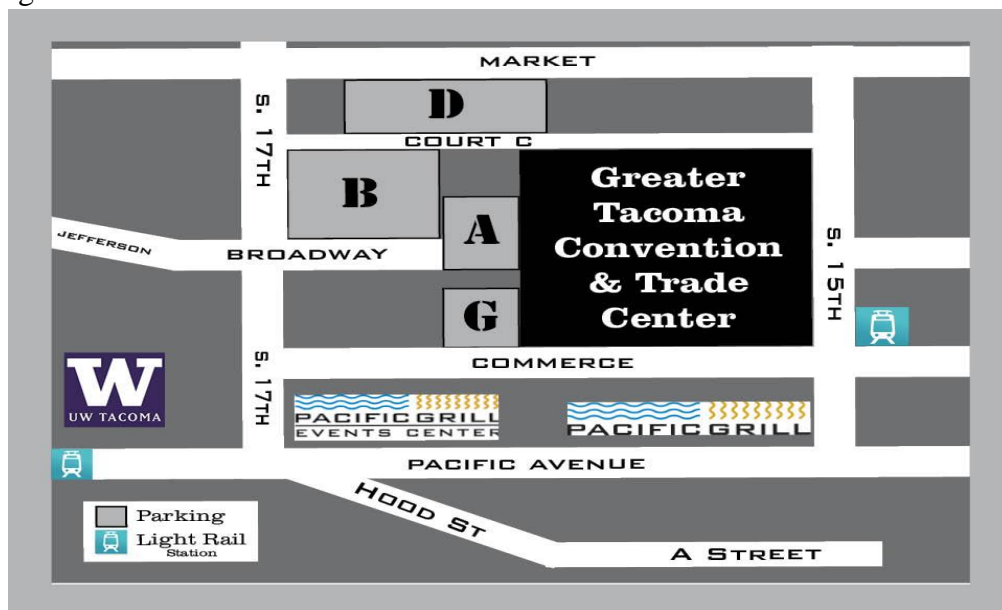 MARKET
D
S. 17TH
COURT C
B
A
Greater
Tacoma
Convention
& Trade
Center
S. 15TH
JEFFERSON
BROADWAY
G
COMMERCE
W
UW TACOMA
S. 17TH
PACIFIC GRILL
EVENTS CENTER
PACIFIC GRILL
PACIFIC AVENUE
HOOD ST
A STREET
Parking
Light Rail
Station